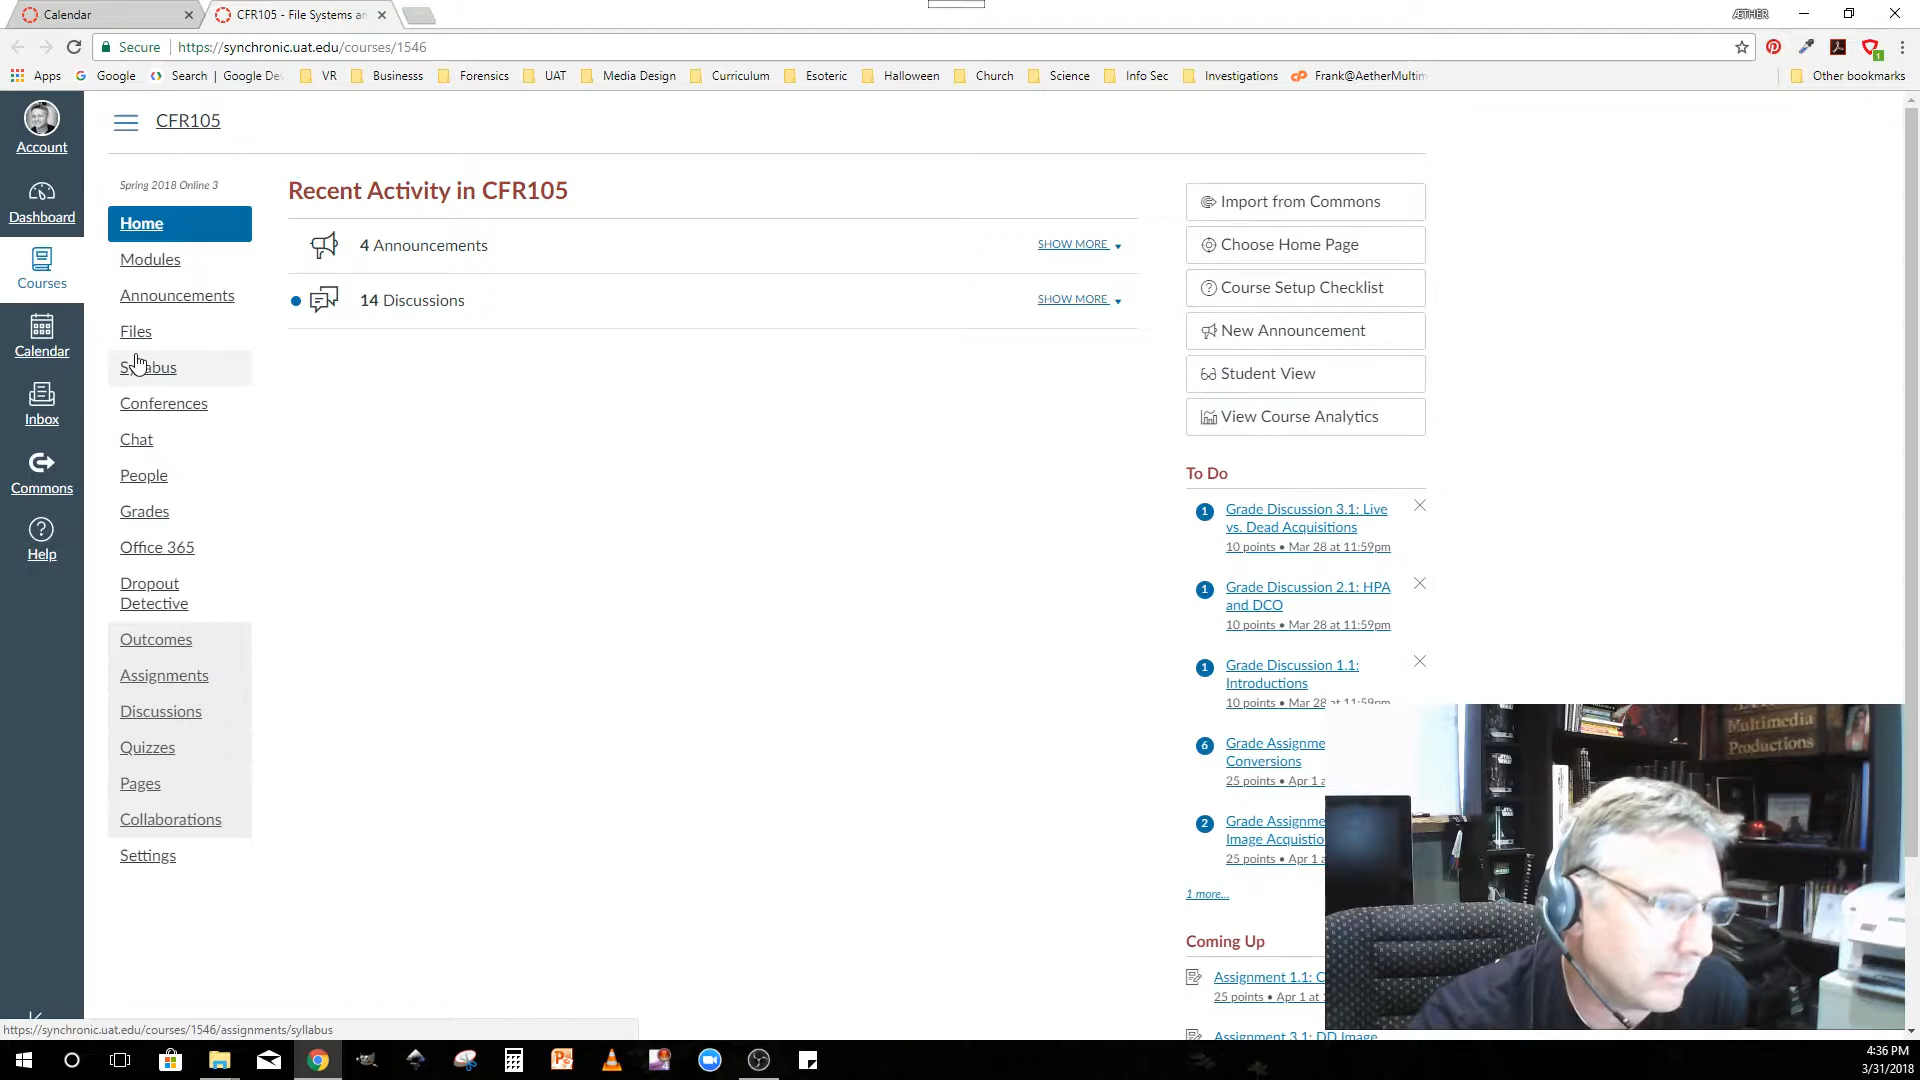 Calendar
CFR105 - File Systems an
ÆTHER
Secure | https://synchronic.uat.edu/courses/1546
Apps Google Search | Google De VR Businesss Forensics UAT Media Design Curriculum Esoteric Halloween Church Science Info Sec Investigations Frank@AetherMultim Other bookmarks
Account
Dashboard
Courses
Calendar
Inbox
Commons
Help
CFR105
Spring 2018 Online 3
Home
Modules
Announcements
Files
Syllabus
Conferences
Chat
People
Grades
Office 365
Dropout
Detective
Outcomes
Assignments
Discussions
Quizzes
Pages
Collaborations
Settings
Recent Activity in CFR105
4 Announcements SHOW MORE
14 Discussions SHOW MORE
Import from Commons
Choose Home Page
Course Setup Checklist
New Announcement
Student View
View Course Analytics
To Do
1 Grade Discussion 3.1: Live
vs. Dead Acquisitions
10 points • Mar 28 at 11:59pm
1 Grade Discussion 2.1: HPA
and DCO
10 points • Mar 28 at 11:59pm
1 Grade Discussion 1.1:
Introductions
10 points • Mar 28 at 11:59pm
6 Grade Assignme
Conversions
25 points • Apr 1 a
2 Grade Assignme
Image Acquistio
25 points • Apr 1 a
1 more...
Coming Up
Assignment 1.1: C
25 points • Apr 1 at
Assignment 3.1: DD Image
Multimedia
Productions
https://synchronic.uat.edu/courses/1546/assignments/syllabus
4:36 PM
3/31/2018